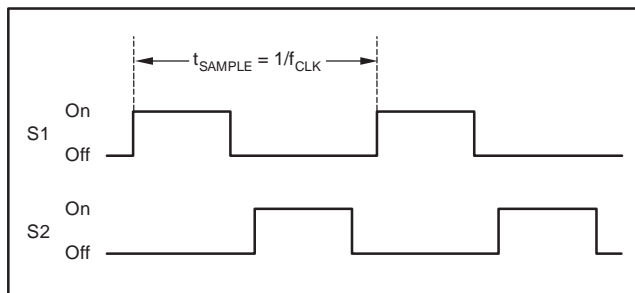 tSAMPLE = 1/fCLK
On
S1
Off
On
S2
Off